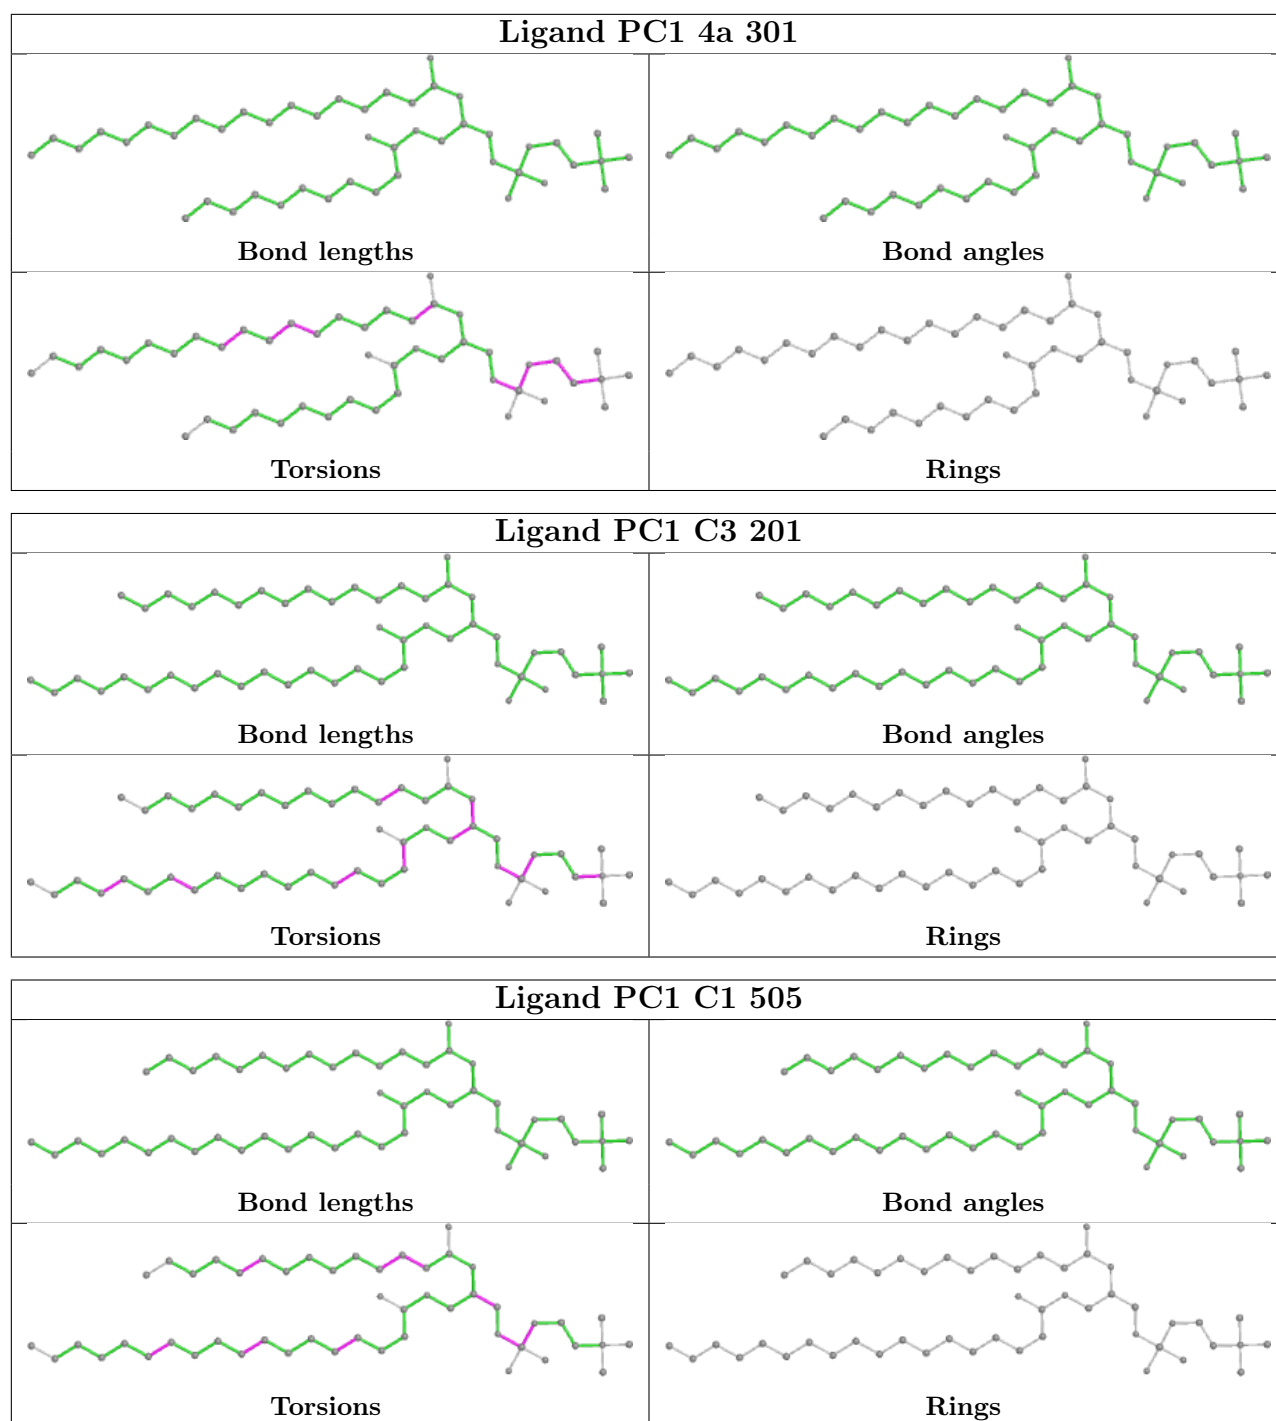 Ligand PC1 4a 301
Bond lengths
Bond angles
Torsions
Rings
Ligand PC1 C3 201
Bond lengths
Bond angles
Torsions
Rings
Ligand PC1 C1 505
Bond lengths
Bond angles
Torsions
Rings